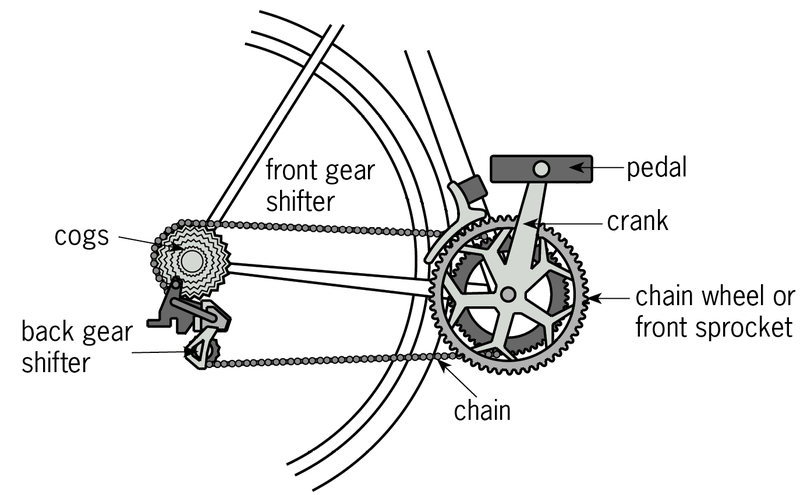 front gear
shifter
pedal
crank
cogs
chain wheel or
front sprocket
back gear
shifter
chain